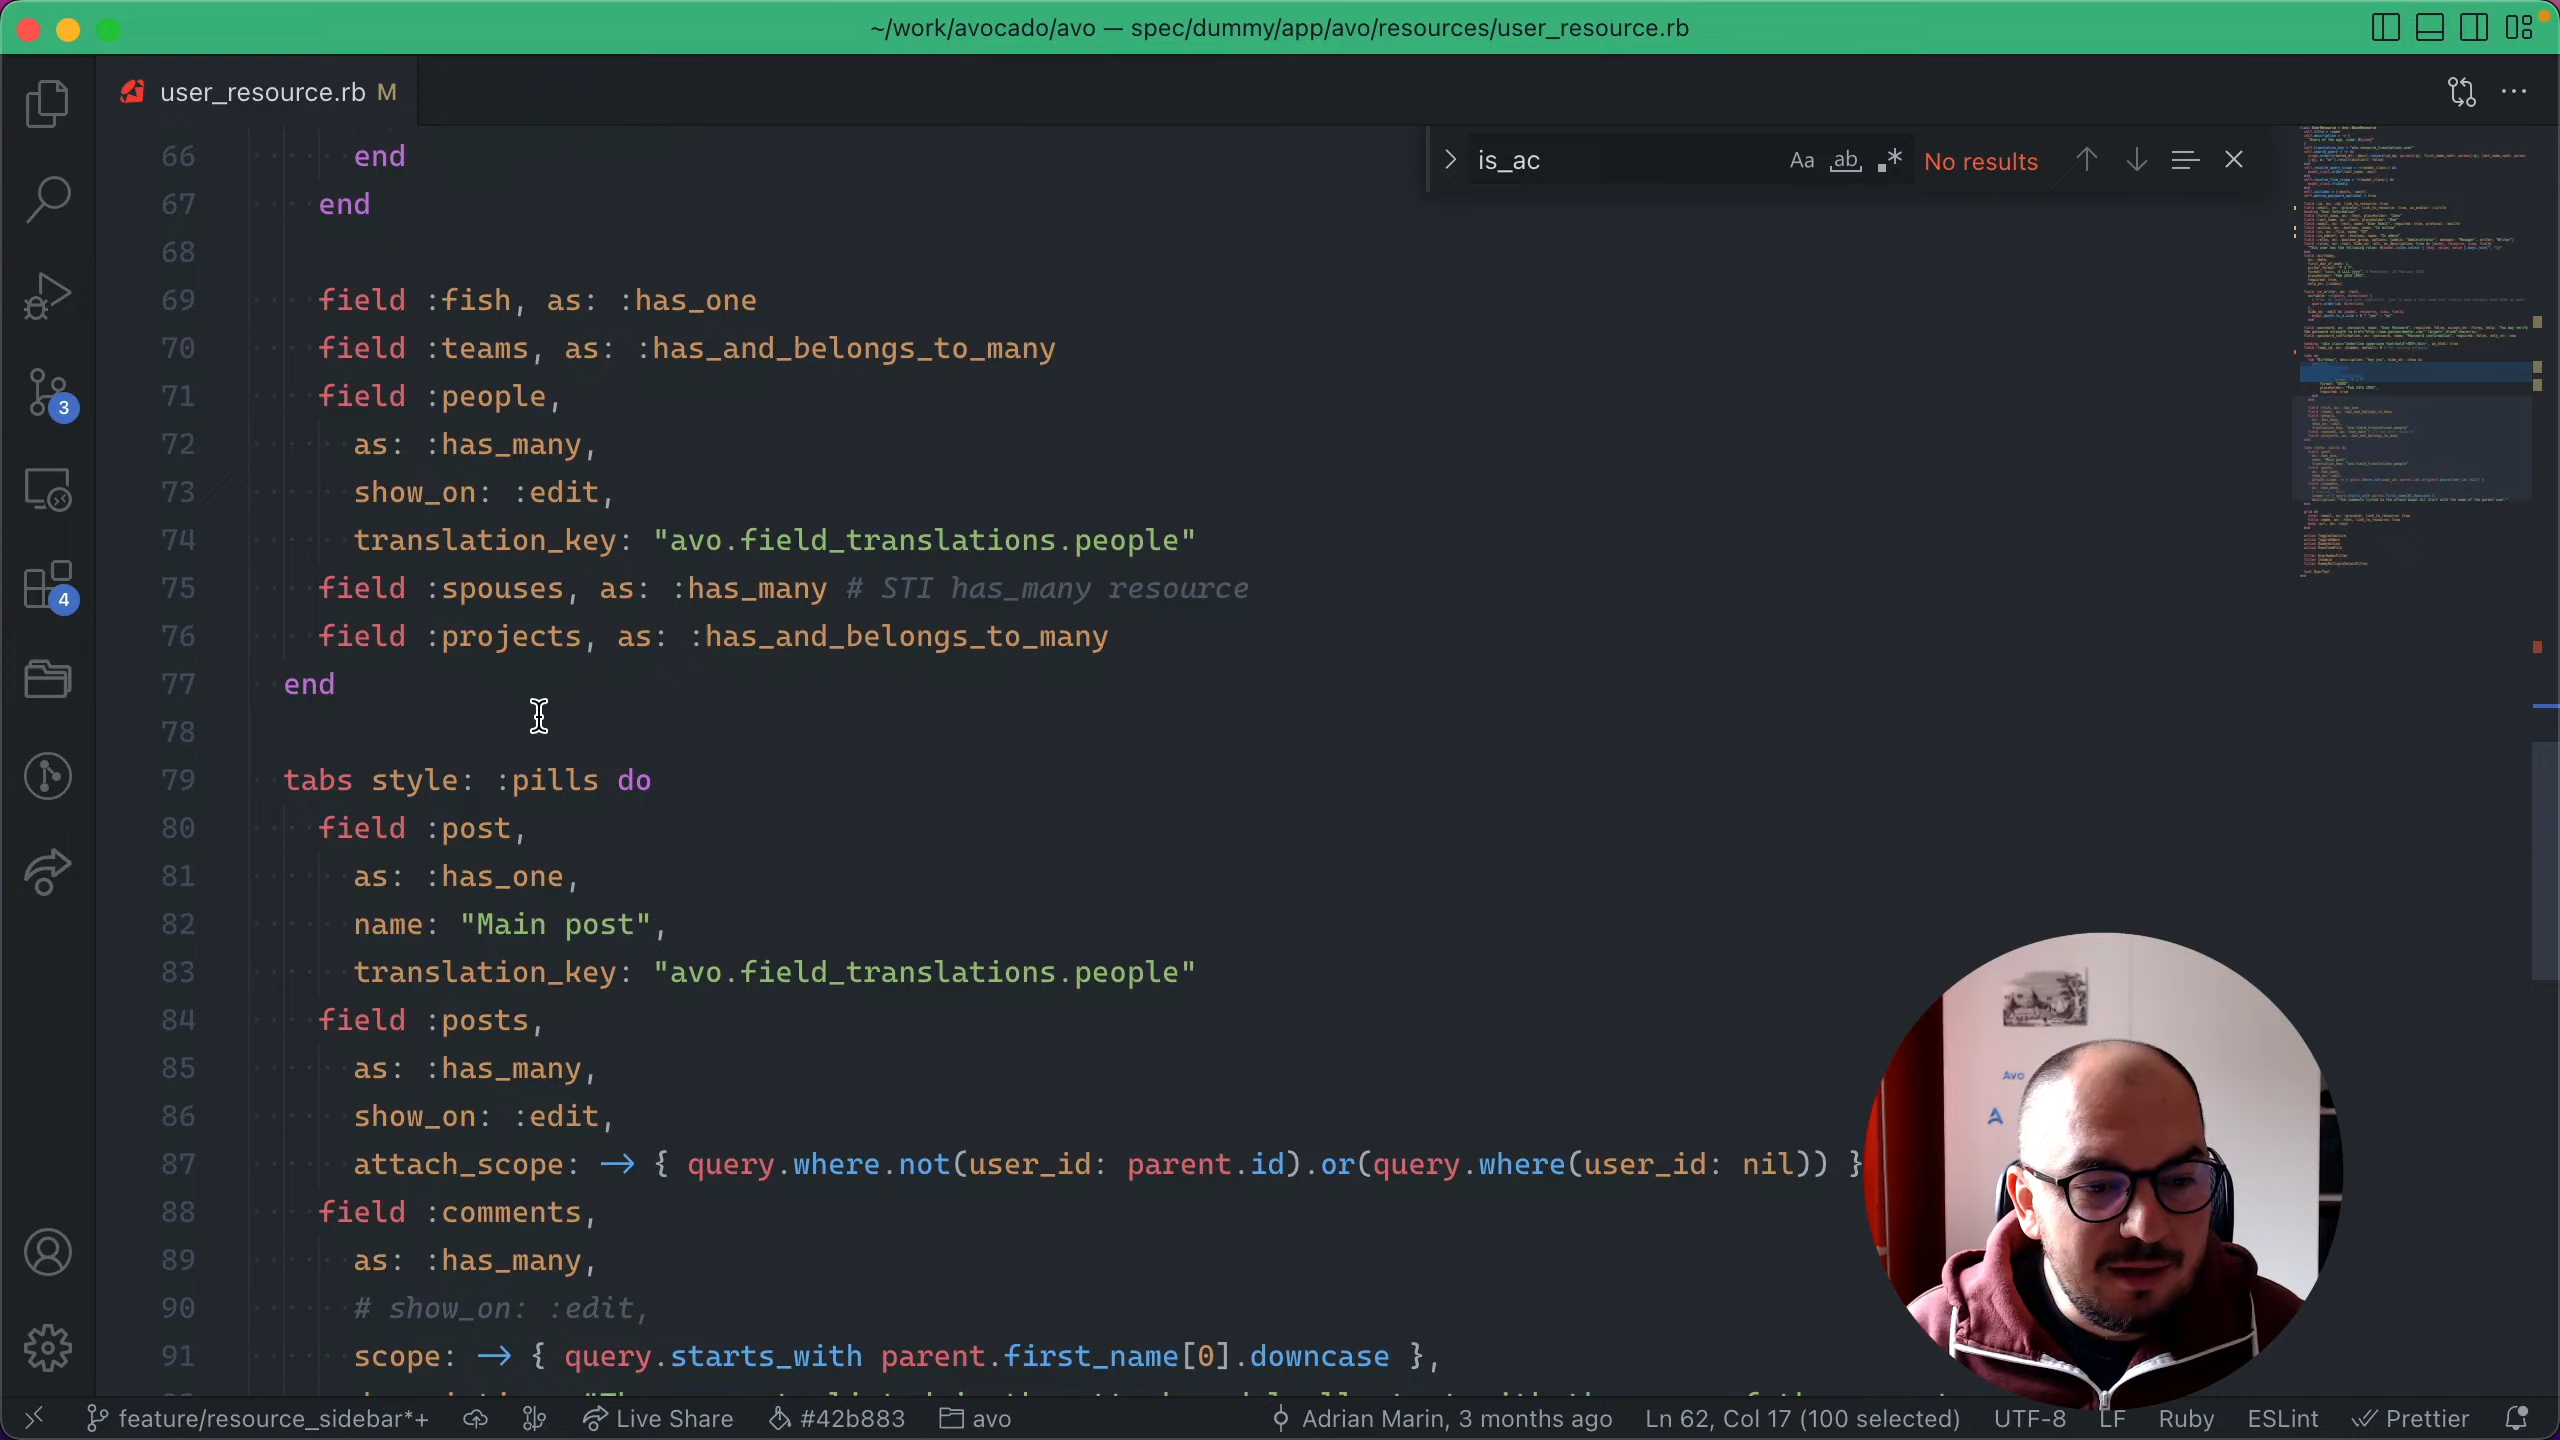 ~/work/avocado/avo — spec/dummy/app/avo/resources/user_resource.rb
user_resource.rb M
is_ac Aa ab No results
66 end
67 end
68
69 field :fish, as: :has_one
70 field :teams, as: :has_and_belongs_to_many
71 field :people,
72 as: :has_many,
73 show_on: :edit,
74 translation_key: "avo.field_translations.people"
75 field :spouses, as: :has_many # STI has_many resource
76 field :projects, as: :has_and_belongs_to_many
77 end
78
79 tabs style: :pills do
80 field :post,
81 as: :has_one,
82 name: "Main post",
83 translation_key: "avo.field_translations.people"
84 field :posts,
85 as: :has_many,
86 show_on: :edit,
87 attach_scope: -> { query.where.not(user_id: parent.id).or(query.where(user_id: nil)) }
88 field :comments,
89 as: :has_many,
90 # show_on: :edit,
91 scope: -> { query.starts_with parent.first_name[0].downcase },
3
4
Avo
feature/resource_sidebar*+ Live Share #42b883 avo Adrian Marin, 3 months ago Ln 62, Col 17 (100 selected) UTF-8 LF Ruby ESLint Prettier